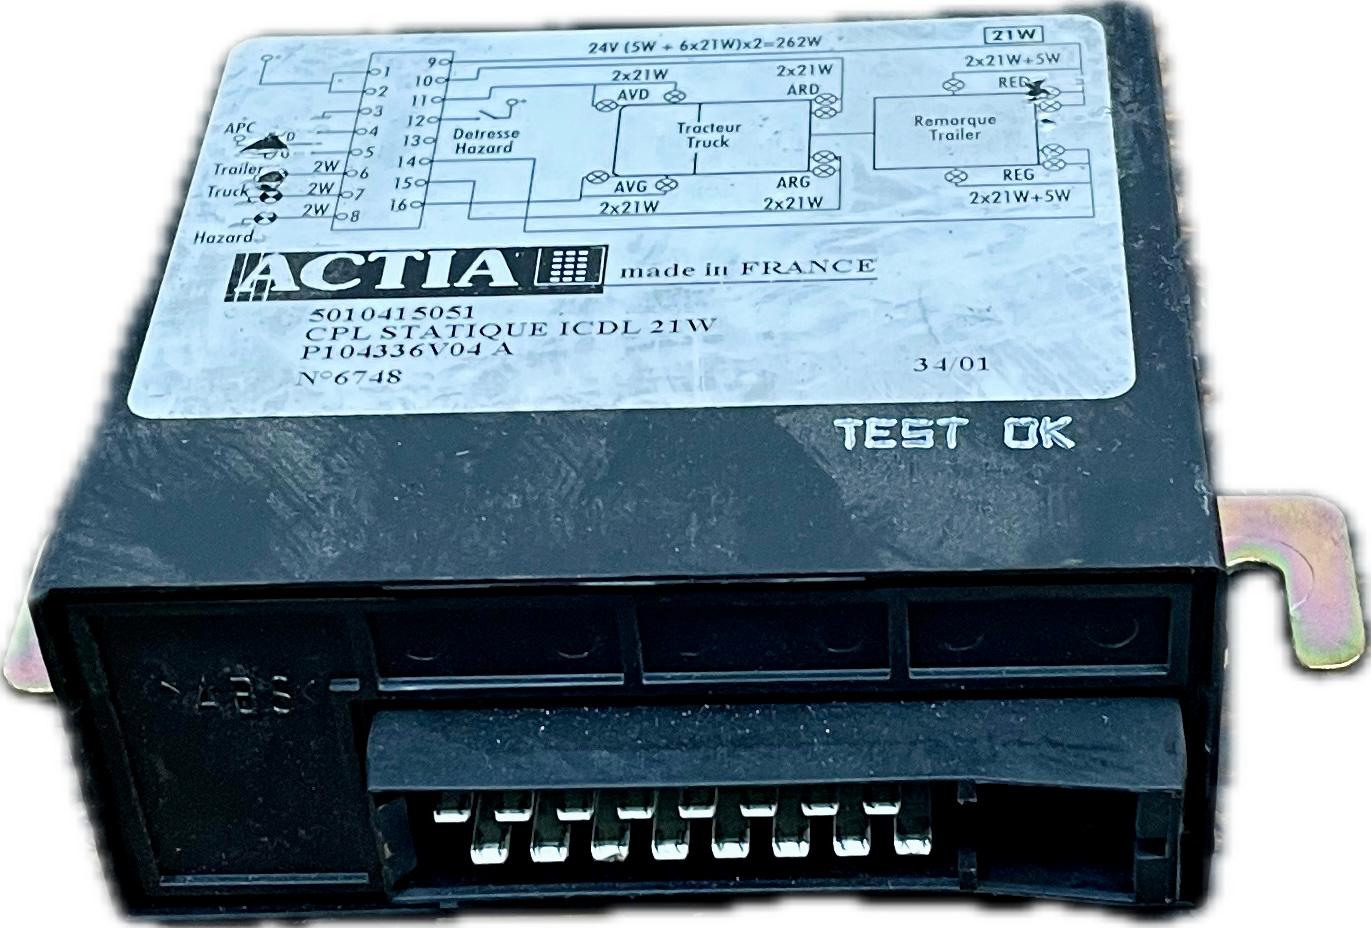 24V (5W + 6x21W)x2=262W
21W
1
2
3
4
5
6
7
8
9
10
11
12
13
14
15
16
APC
Trailer
2W
Truck
2W
2W
Hazard
Detresse
Hazard
2x21W
AVD
2x21W
ARD
Tracteur
Truck
AVG
2x21W
ARG
2x21W
2x21W+5W
RED
Remorque
Trailer
REG
2x21W+5W
ACTIA
made in FRANCE
5010415051
CPL STATIQUE ICDL 21W
P104336V04 A
N°6748
34/01
TEST OK
>ABS<